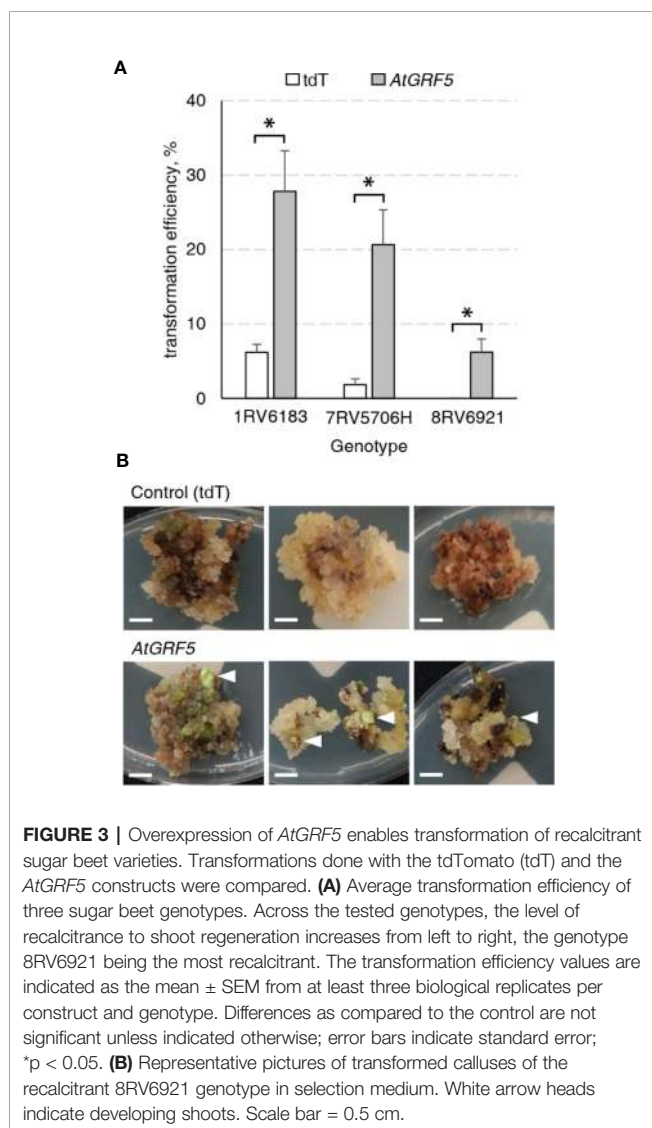 A
tdT AtGRF5
transformation efficiency, %
40
30
20
10
0
* * *
1RV6183 7RV5706H 8RV6921
Genotype
B
Control (tdT)
AtGRF5
FIGURE 3 | Overexpression of AtGRF5 enables transformation of recalcitrant
sugar beet varieties. Transformations done with the tdTomato (tdT) and the
AtGRF5 constructs were compared. (A) Average transformation efficiency of
three sugar beet genotypes. Across the tested genotypes, the level of
recalcitrance to shoot regeneration increases from left to right, the genotype
8RV6921 being the most recalcitrant. The transformation efficiency values are
indicated as the mean ± SEM from at least three biological replicates per
construct and genotype. Differences as compared to the control are not
significant unless indicated otherwise; error bars indicate standard error;
*p < 0.05. (B) Representative pictures of transformed calluses of the
recalcitrant 8RV6921 genotype in selection medium. White arrow heads
indicate developing shoots. Scale bar = 0.5 cm.